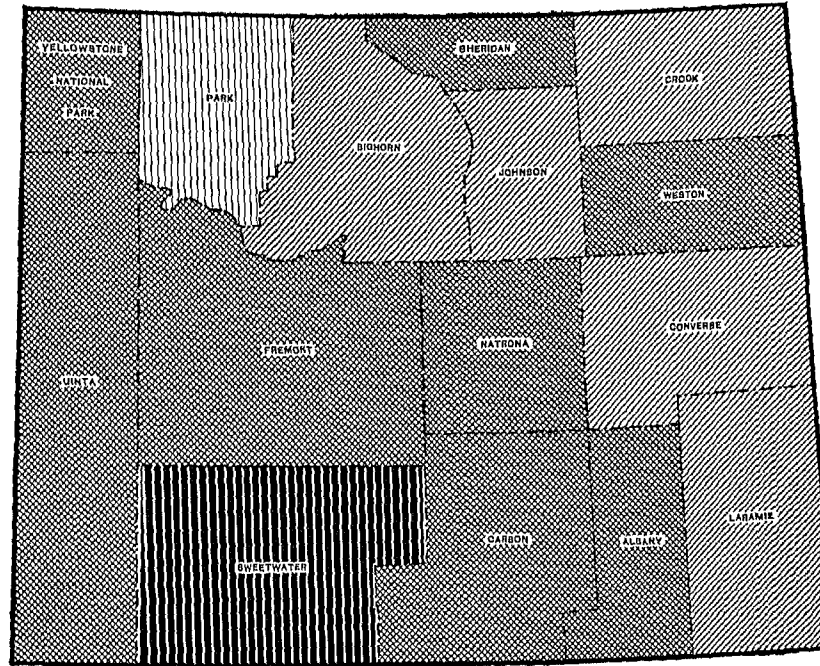 YELLOWSTONE
NATIONAL
PARK
PARK
SHERIDAN
CROOK
BIGHORN
JOHNSON
WESTON
FREMONT
NATRONA
CONVERSE
UINTA
SWEETWATER
CARBON
ALBANY
LARAMIE